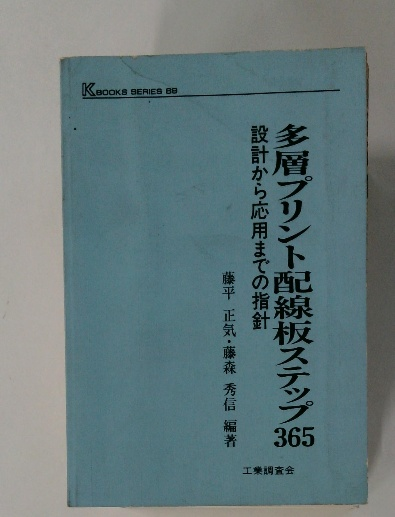 K BOOKS SERIES 89
多層プリント配線板ステップ365
設計から応用までの指針
藤平 正気・藤森 秀信 編著
工業調査会